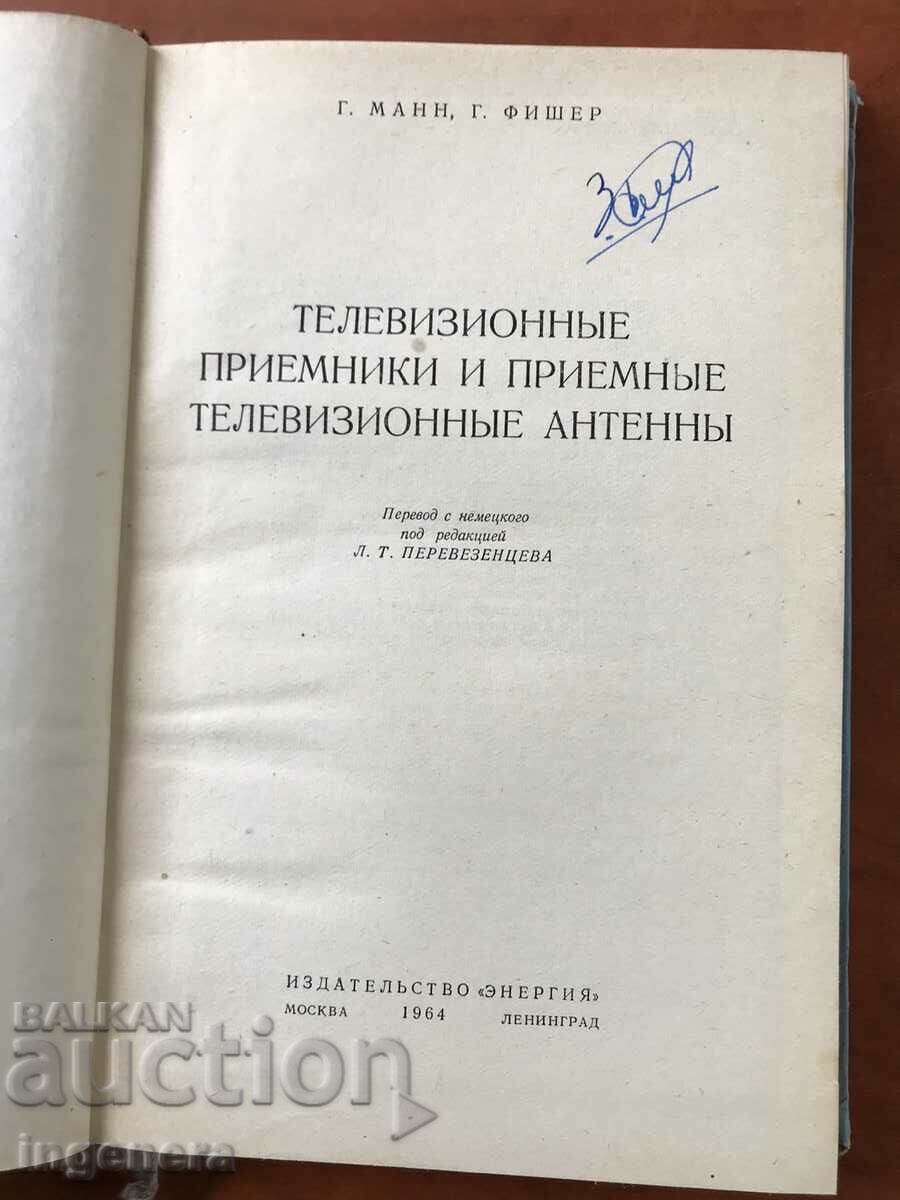 Г. МАНН, Г. ФИШЕР
ТЕЛЕВИЗИОННЫЕ
ПРИЕМНИКИ И ПРИЕМНЫЕ
ТЕЛЕВИЗИОННЫЕ АНТЕННЫ
Перевод с немецкого
под редакцией
Л. Т. ПЕРЕВЕЗЕНЦЕВА
ИЗДАТЕЛЬСТВО «ЭНЕРГИЯ»
МОСКВА 1964 ЛЕНИНГРАД
BALKAN
auction
ingenera